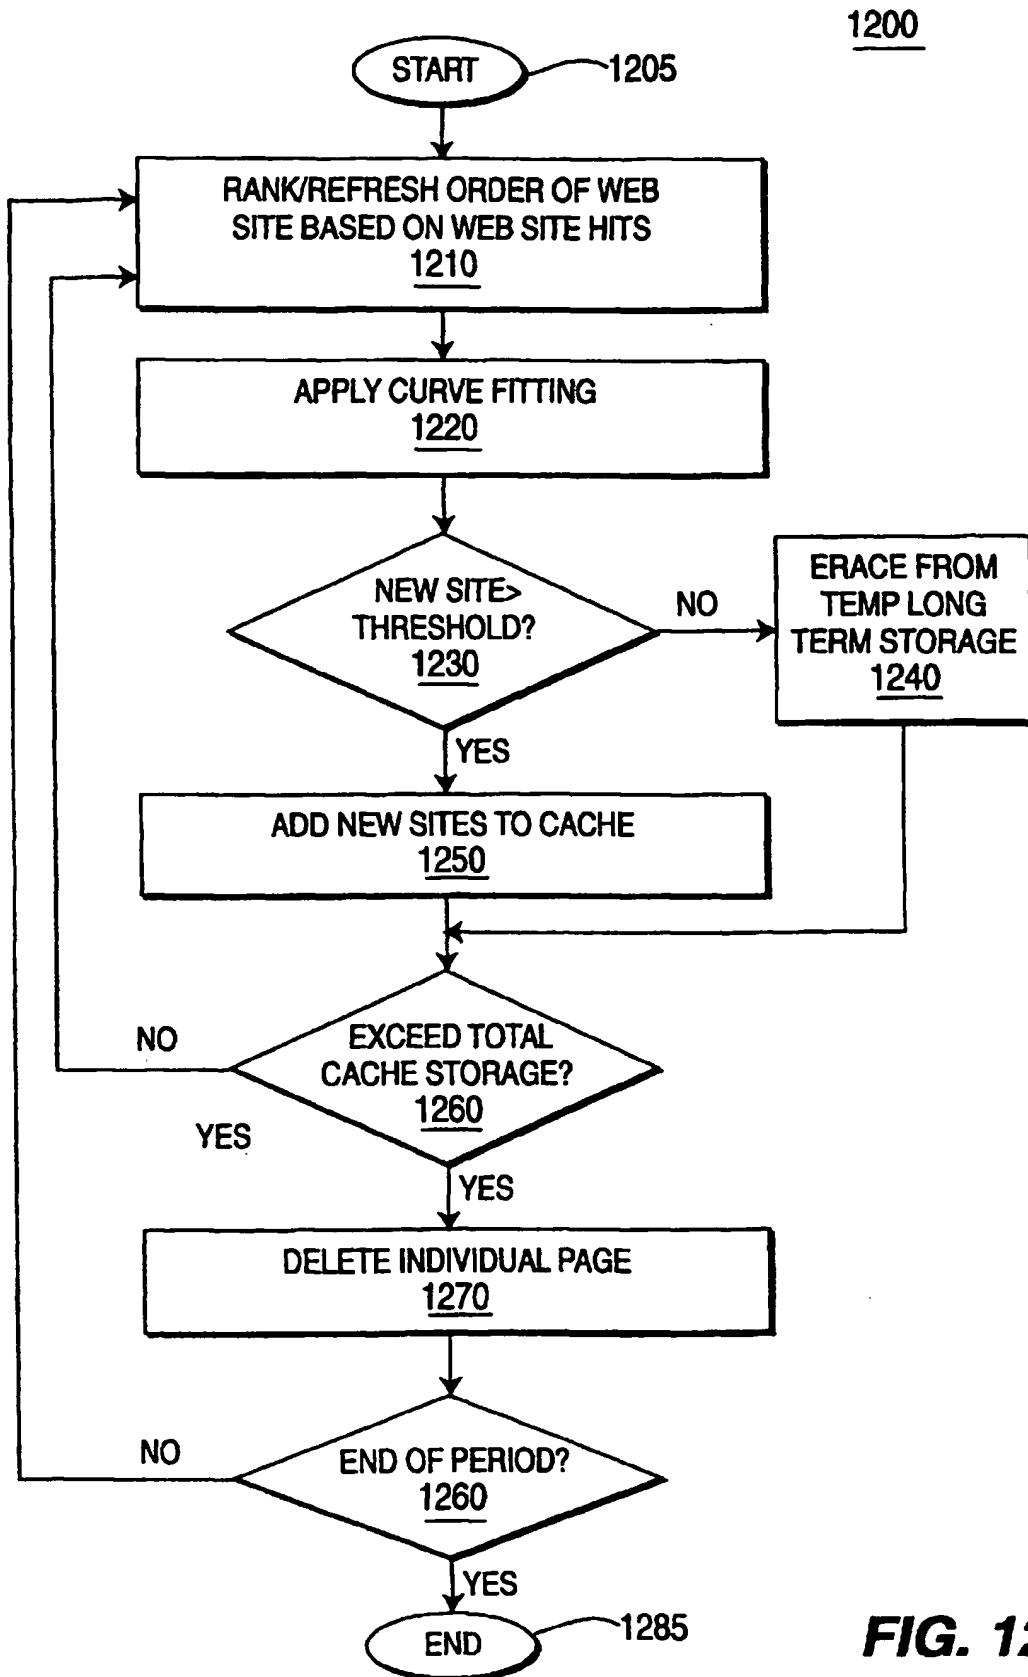 1200
START
1205
RANK/REFRESH ORDER OF WEB
SITE BASED ON WEB SITE HITS
1210
APPLY CURVE FITTING
1220
NEW SITE>
THRESHOLD?
1230
NO
ERACE FROM
TEMP LONG
TERM STORAGE
1240
YES
ADD NEW SITES TO CACHE
1250
EXCEED TOTAL
CACHE STORAGE?
1260
NO
YES
YES
DELETE INDIVIDUAL PAGE
1270
END OF PERIOD?
1260
NO
YES
END
1285
FIG. 12